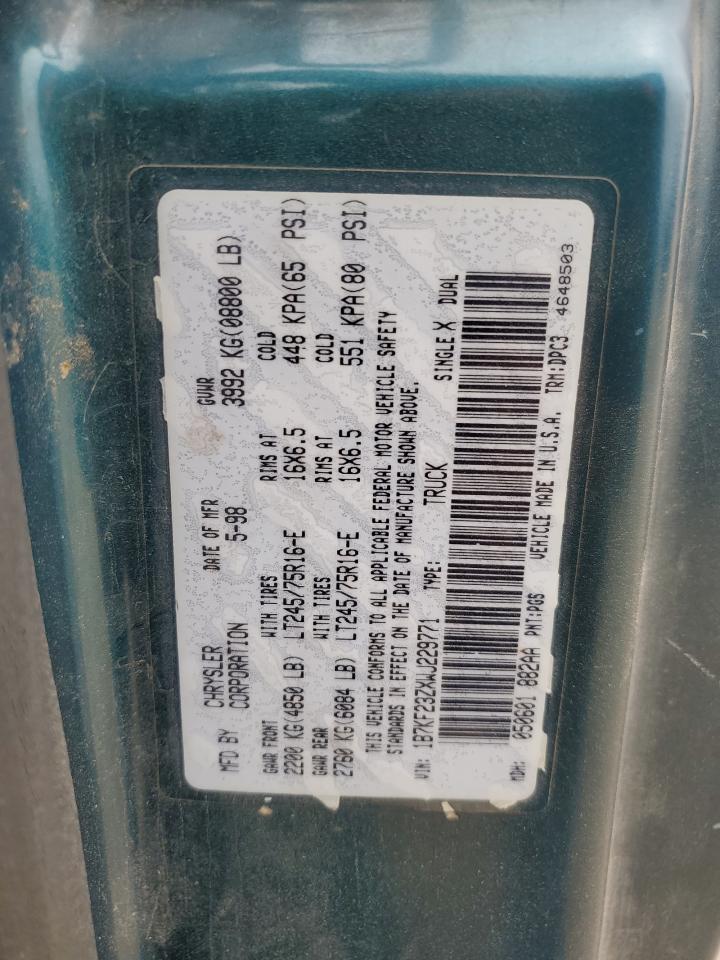 MFD BY CHRYSLER CORPORATION DATE OF MFR 5-98 GVWR 3992 KG(08800 LB)
GAWR FRONT WITH TIRES RIMS AT COLD
2200 KG(4850 LB) LT245/75R16-E 16X6.5 448 KPA(65 PSI)
GAWR REAR WITH TIRES RIMS AT COLD
2760 KG(6084 LB) LT245/75R16-E 16X6.5 551 KPA(80 PSI)
THIS VEHICLE CONFORMS TO ALL APPLICABLE FEDERAL MOTOR VEHICLE SAFETY
STANDARDS IN EFFECT ON THE DATE OF MANUFACTURE SHOWN ABOVE.
VIN: 1B7KF23ZXWJ229771 TYPE: TRUCK SINGLE X DUAL
MDH: 050601 882AA PNT:PGS VEHICLE MADE IN U.S.A. TRM:DPC3 4648503